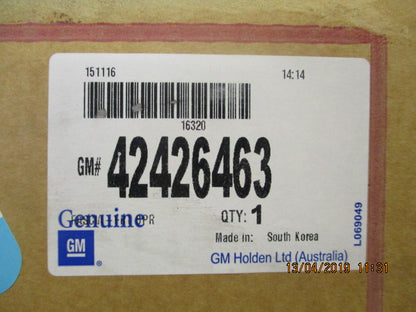 151116 14:14
16320
GM# 42426463
Genuine QTY: 1
GM ® Made in: South Korea
GM Holden Ltd (Australia)
L069049
13/04/2019 11:31